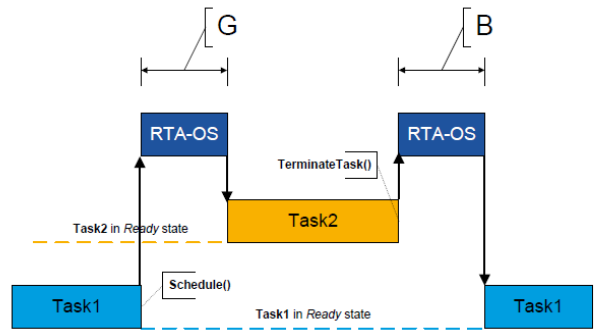 G
B
RTA-OS
RTA-OS
TerminateTask()
Task2
Task2 in Ready state
Schedule()
Task1
Task1 in Ready state
Task1